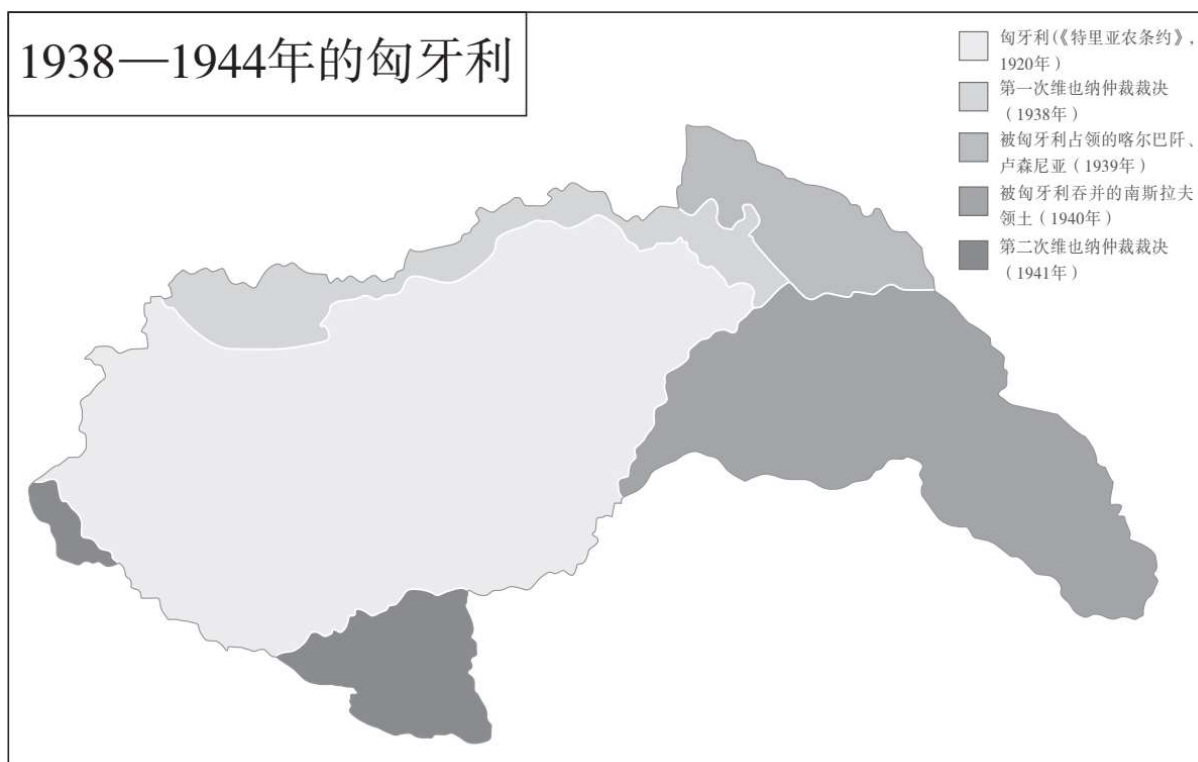 1938—1944年的匈牙利
匈牙利(《特里亚农条约》，
1920年）
第一次维也纳仲裁裁决
（1938年）
被匈牙利占领的喀尔巴阡、
卢森尼亚（1939年）
被匈牙利吞并的南斯拉夫
领土（1940年）
第二次维也纳仲裁裁决
（1941年）